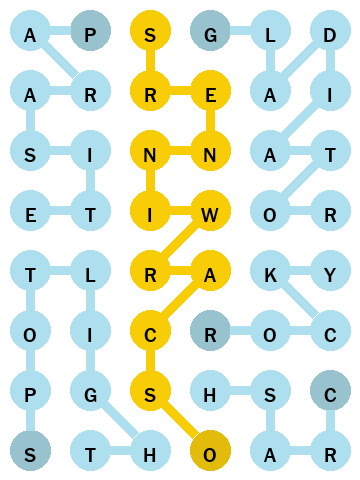 A P S G L D
A R R E A I
S I N N A T
E T I W O R
T L R A K Y
O I C R O C
P G S H S C
S T H O A R